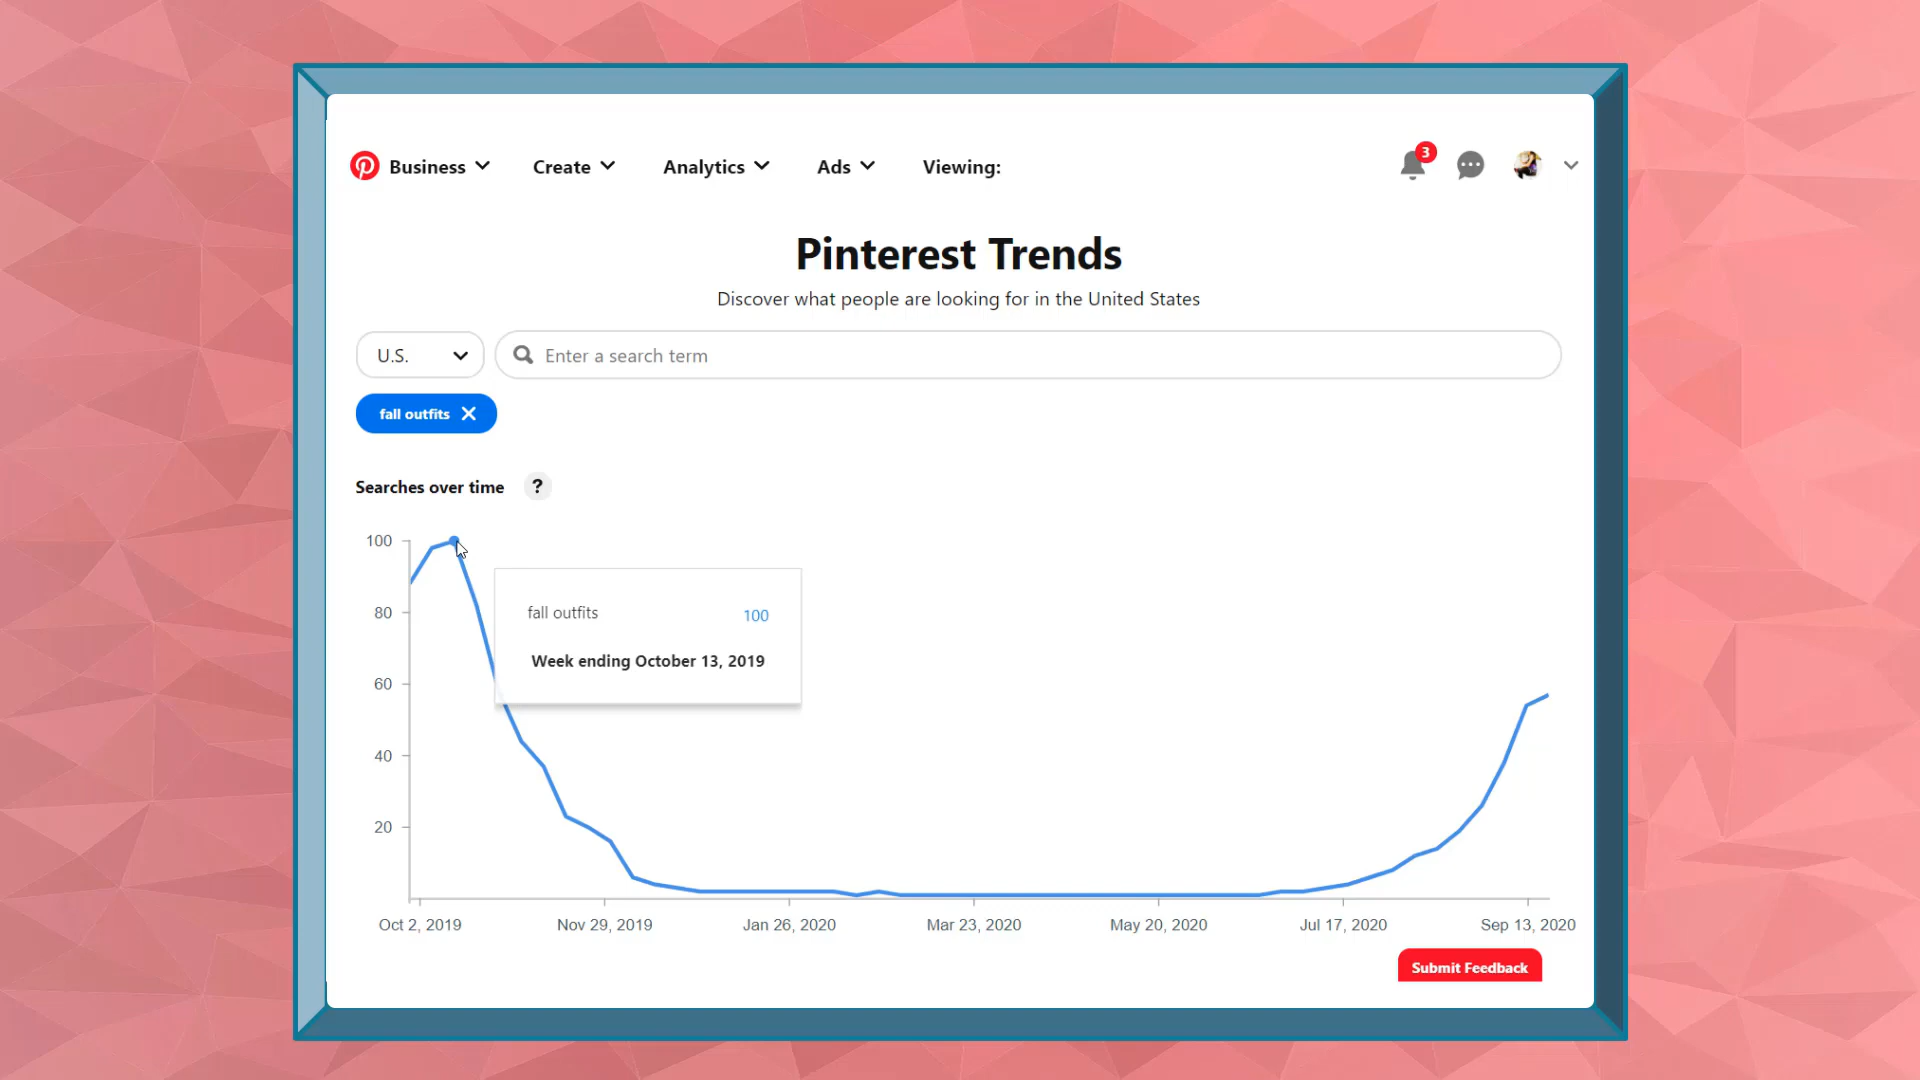 Business Create Analytics Ads Viewing: 3
Pinterest Trends
Discover what people are looking for in the United States
U.S. Enter a search term
fall outfits
Searches over time ?
100
80
60
40
20
fall outfits 100
Week ending October 13, 2019
Oct 2, 2019 Nov 29, 2019 Jan 26, 2020 Mar 23, 2020 May 20, 2020 Jul 17, 2020 Sep 13, 2020
Submit Feedback